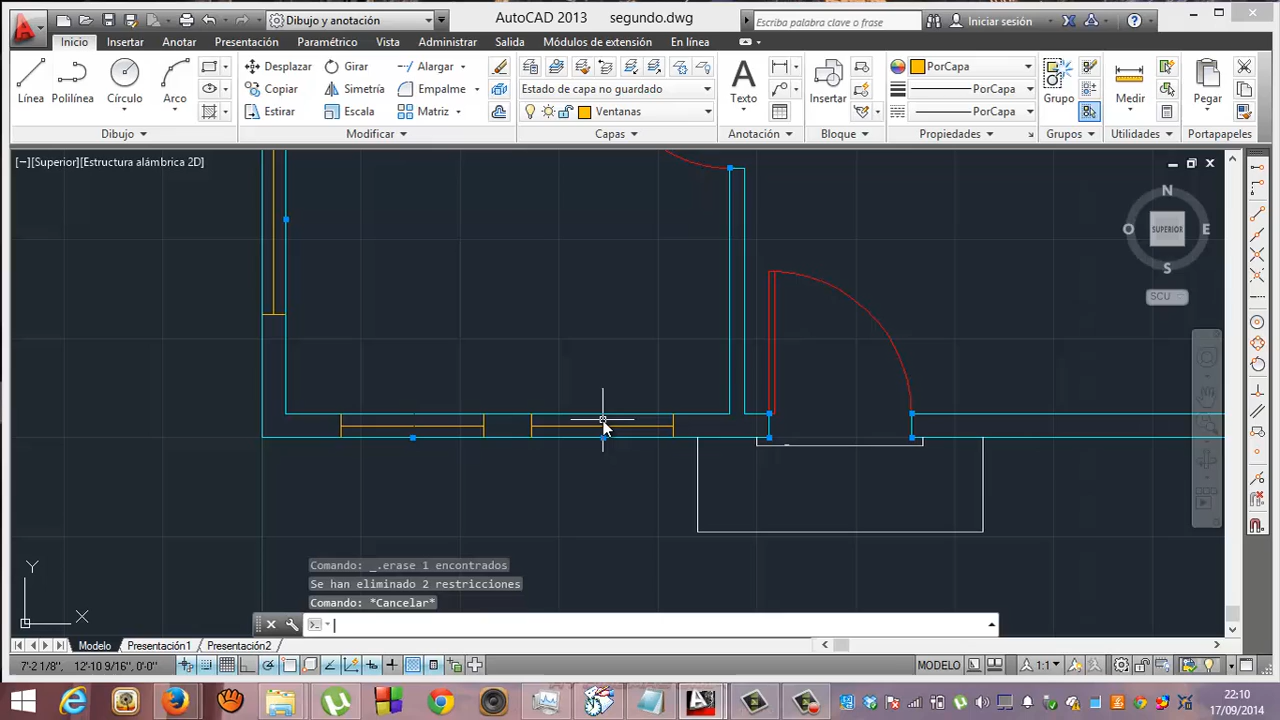 Dibujo y anotación
AutoCAD 2013 segundo.dwg
Escriba palabra clave o frase
Iniciar sesión
Inicio Insertar Anotar Presentación Paramétrico Vista Administrar Salida Módulos de extensión En línea
Línea Polilínea Círculo Arco
Desplazar Girar Alargar
Copiar Simetría Empalme
Estirar Escala Matriz
Estado de capa no guardado
Ventanas
Texto Insertar
PorCapa
PorCapa
PorCapa
Grupo Medir Pegar
Dibujo Modificar Capas Anotación Bloque Propiedades Grupos Utilidades Portapapeles
[−][Superior][Estructura alámbrica 2D]
N
O SUPERIOR E
S
SCU
Y
X
Comando: _.erase 1 encontrados
Se han eliminado 2 restricciones
Comando: *Cancelar*
Modelo Presentación1 Presentación2
7'-2 1/8", 12'-10 9/16", 0'-0"
MODELO
1:1
22:10
17/09/2014